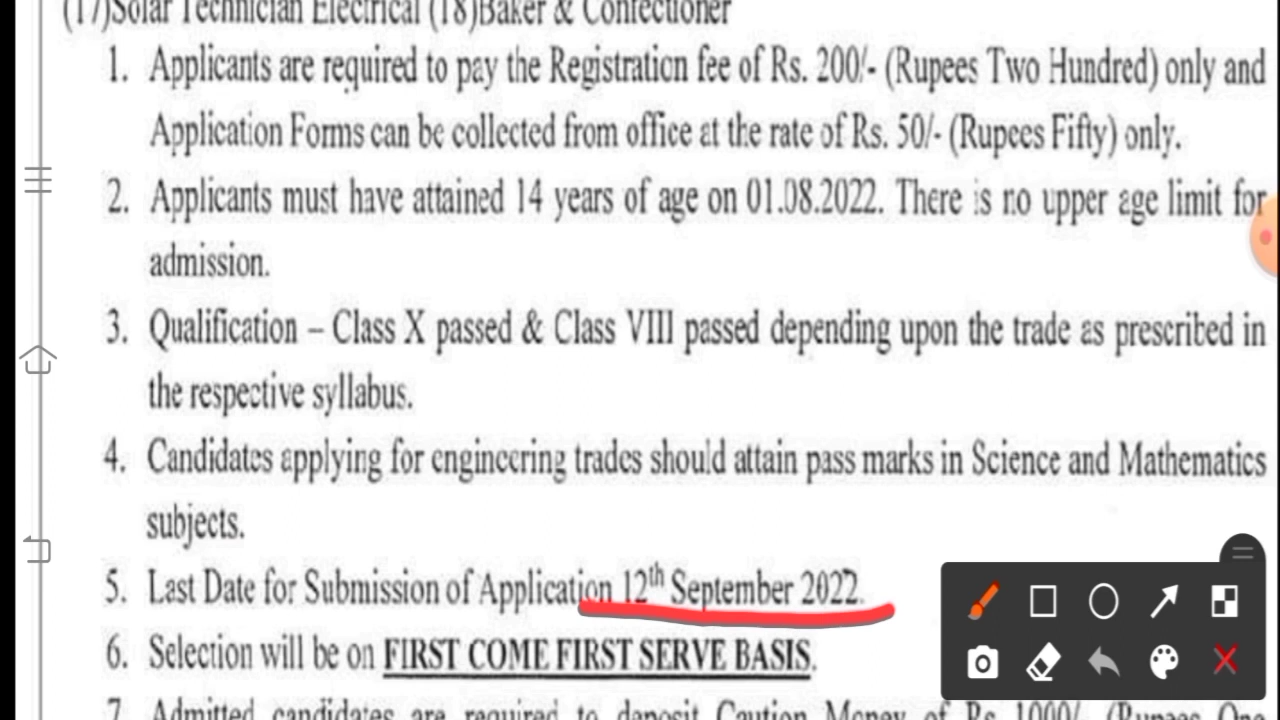 (17)Solar Technician Electrical (18)Baker & Confectioner
1. Applicants are required to pay the Registration fee of Rs. 200/- (Rupees Two Hundred) only and
Application Forms can be collected from office at the rate of Rs. 50/- (Rupees Fifty) only.
2. Applicants must have attained 14 years of age on 01.08.2022. There is no upper age limit for
admission.
3. Qualification – Class X passed & Class VIII passed depending upon the trade as prescribed in
the respective syllabus.
4. Candidates applying for engineering trades should attain pass marks in Science and Mathematics
subjects.
5. Last Date for Submission of Application 12th September 2022.
6. Selection will be on FIRST COME FIRST SERVE BASIS.
7. Admitted candidates are required to deposit Caution Money of Rs 1000/- (Rupees One